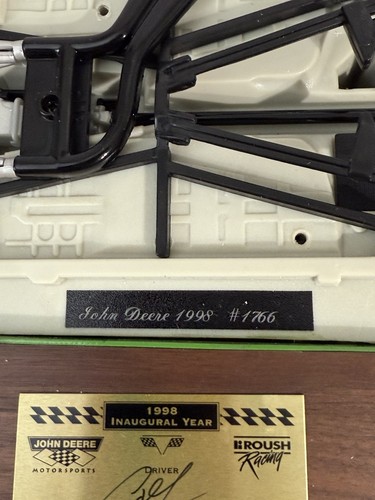 John Deere 1998 #1766
1998
INAUGURAL YEAR
JOHN DEERE
MOTORSPORTS
ROUSH
Racing
DRIVER